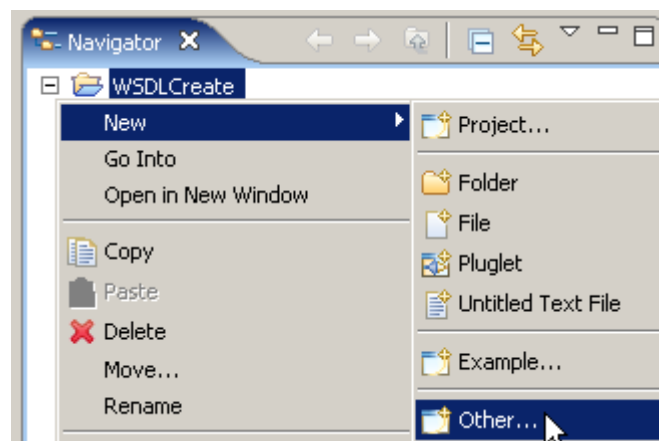 Navigator
WSDLCreate
New
Go Into
Open in New Window
Copy
Paste
Delete
Move...
Rename
Project...
Folder
File
Pluglet
Untitled Text File
Example...
Other...